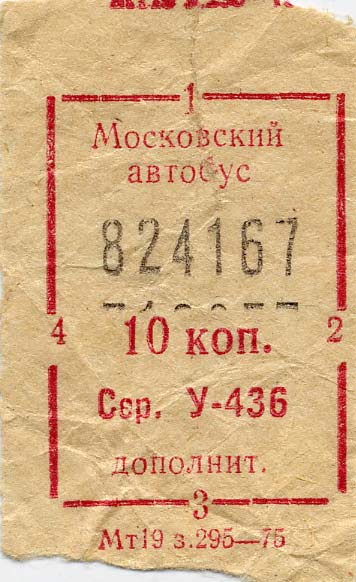 1
Московский
автобус
824167
4 10 коп. 2
Сер. У-436
дополнит.
3
Мт19 з.295—75